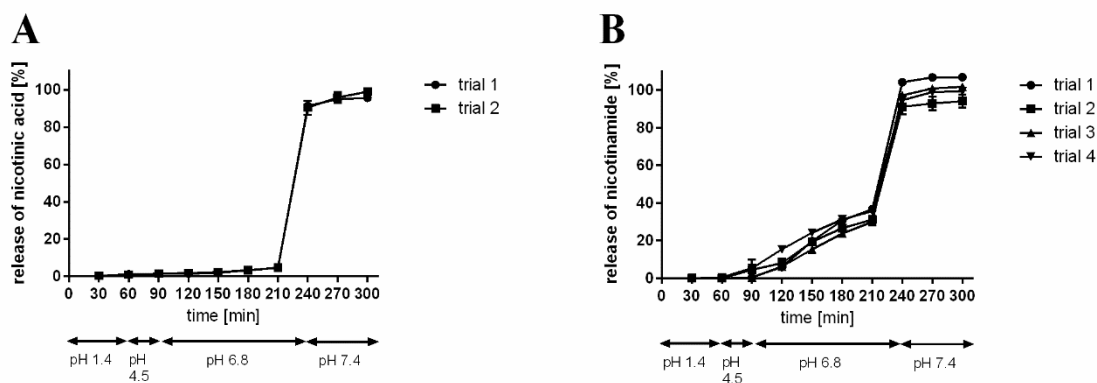 A
release of nicotinic acid [%]
100
80
60
40
20
0
0 30 60 90 120 150 180 210 240 270 300
time [min]
pH 1.4 pH 4.5 pH 6.8 pH 7.4
trial 1
trial 2
B
release of nicotinamide [%]
100
80
60
40
20
0
0 30 60 90 120 150 180 210 240 270 300
time [min]
pH 1.4 pH 4.5 pH 6.8 pH 7.4
trial 1
trial 2
trial 3
trial 4